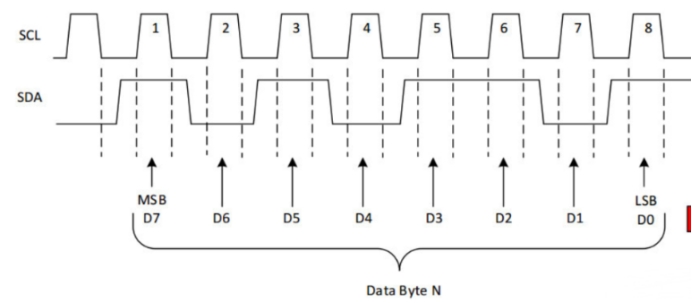 SCL 1 2 3 4 5 6 7 8
SDA
MSB LSB
D7 D6 D5 D4 D3 D2 D1 D0
Data Byte N